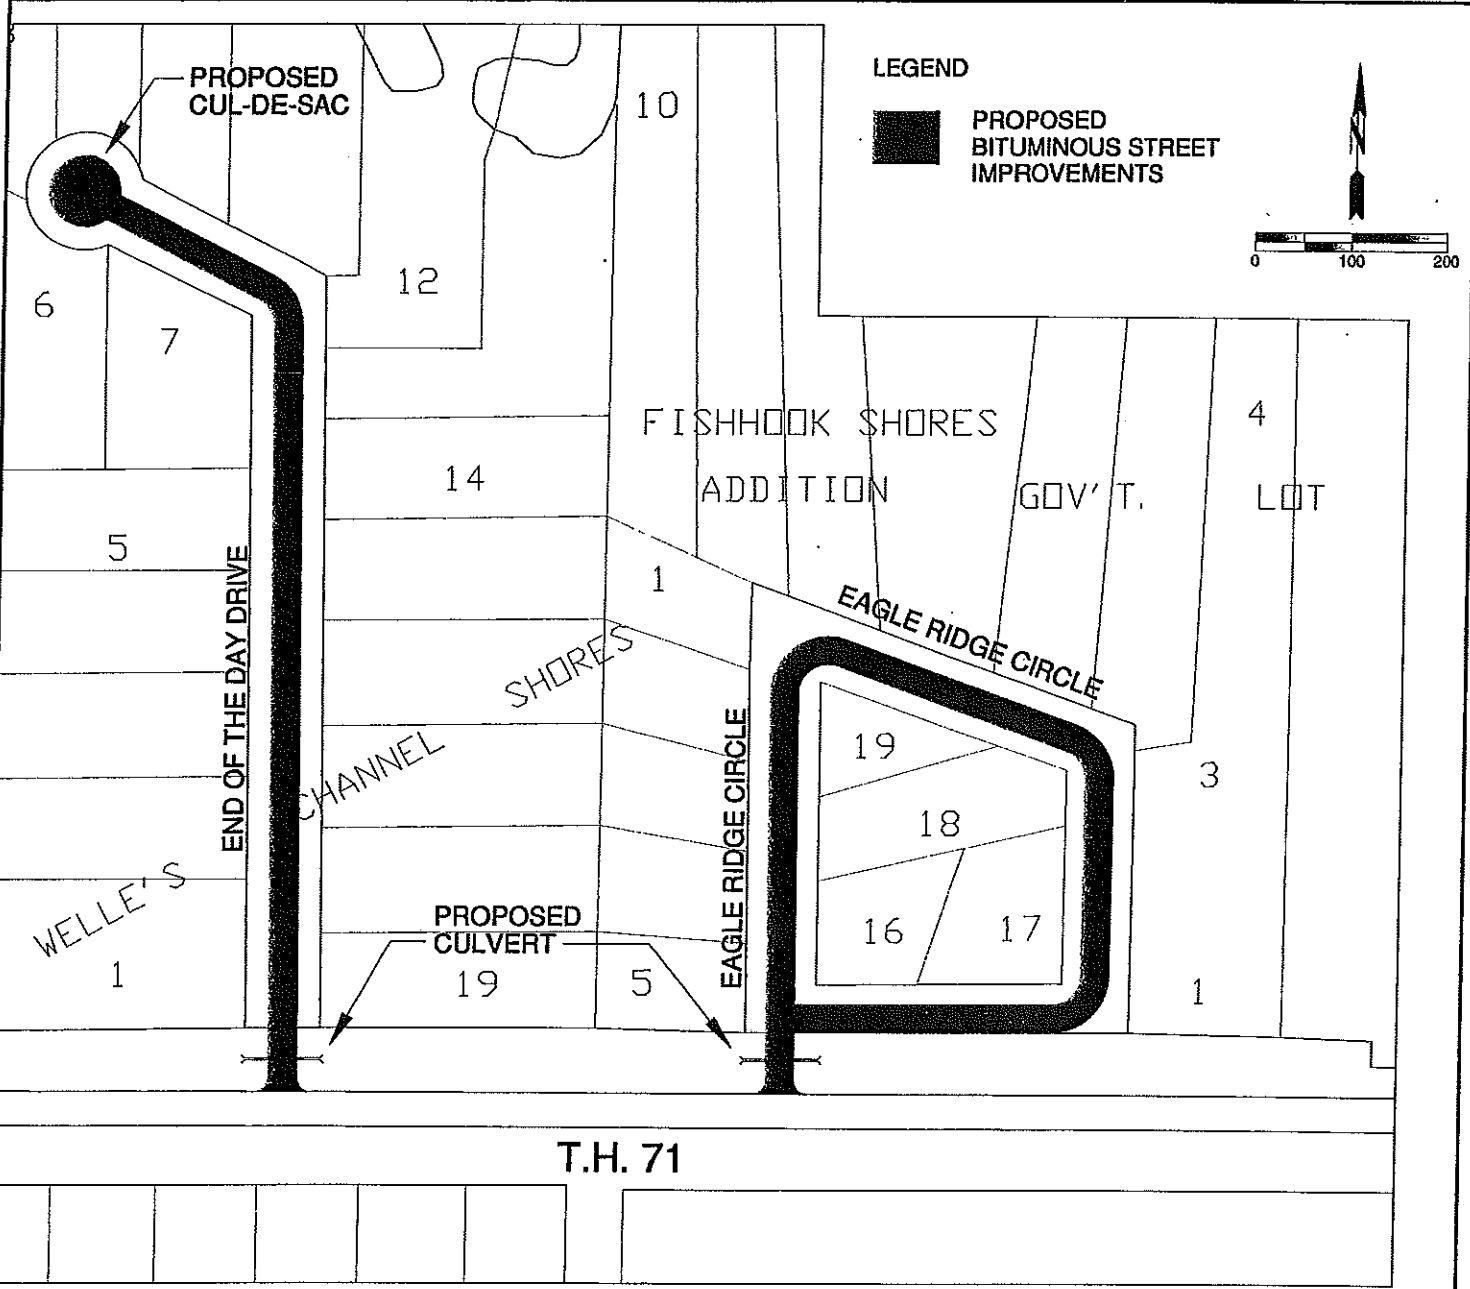 PROPOSED
CUL-DE-SAC
10
LEGEND
PROPOSED
BITUMINOUS STREET
IMPROVEMENTS
N
0 100 200
6
7
12
FISHHOOK SHORES
ADDITION
GOV'T.
LOT
4
14
5
1
END OF THE DAY DRIVE
EAGLE RIDGE CIRCLE
SHORES
CHANNEL
WELLE'S
EAGLE RIDGE CIRCLE
19
18
16
17
3
PROPOSED
CULVERT
1
19
5
1
T.H. 71